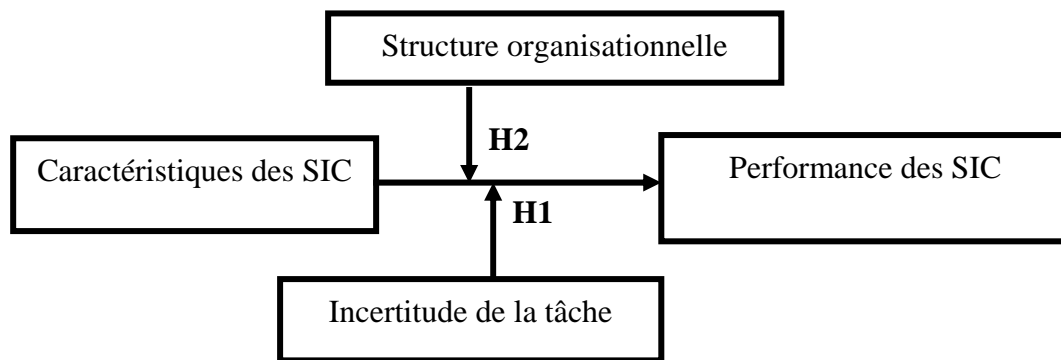 Structure organisationnelle
H2
Caractéristiques des SIC
Performance des SIC
H1
Incertitude de la tâche